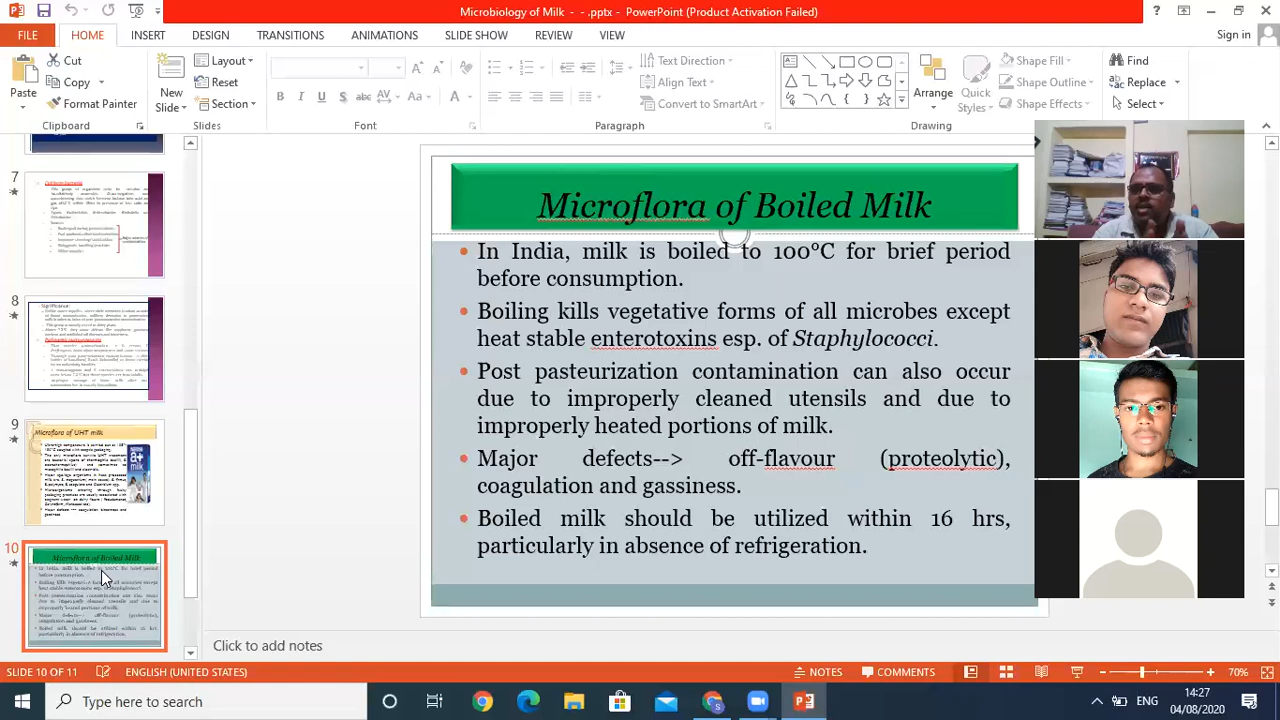 Microbiology of Milk - - .pptx - PowerPoint (Product Activation Failed)
FILE HOME INSERT DESIGN TRANSITIONS ANIMATIONS SLIDE SHOW REVIEW VIEW Sign in
Paste
Cut
Copy
Format Painter
Clipboard
New Slide
Layout
Reset
Section
Slides
Font
Text Direction
Align Text
Convert to SmartArt
Paragraph
Arrange
Quick Styles
Shape Fill
Shape Outline
Shape Effects
Drawing
Find
Replace
Select
Editing
7
8
9
Microflora of UHT milk
a+
milk
10
Microflora of Boiled Milk
Microflora of Boiled Milk
In India, milk is boiled to 100°C for brief period
before consumption.
Boiling kills vegetative forms of all microbes except
heat stable enterotoxins esp. of Staphylococci.
Post pasteurization contamination can also occur
due to improperly cleaned utensils and due to
improperly heated portions of milk.
Major defects--> off-flavour (proteolytic),
coagulation and gassiness.
Boiled milk should be utilized within 16 hrs,
particularly in absence of refrigeration.
Click to add notes
SLIDE 10 OF 11 ENGLISH (UNITED STATES) NOTES COMMENTS 70%
Type here to search
ENG
14:27
04/08/2020